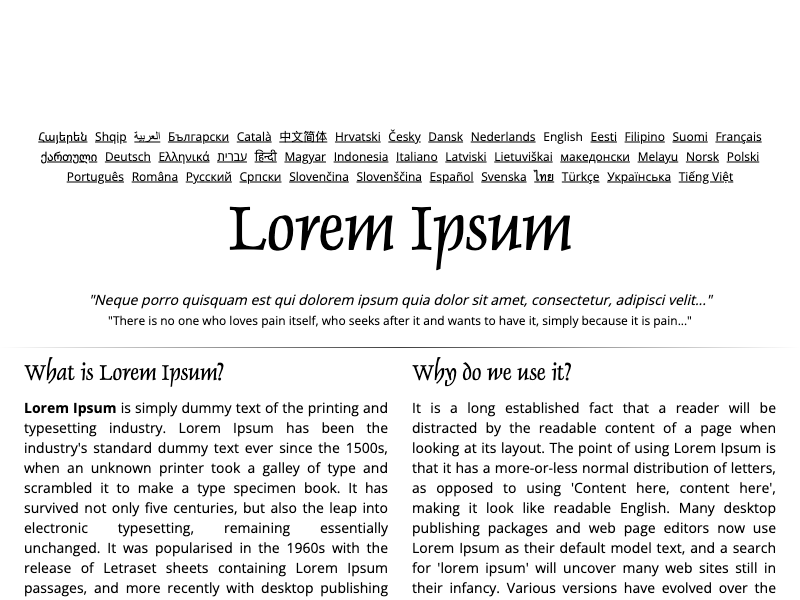 Հայերեն Shqip العربية Български Català 中文简体 Hrvatski Česky Dansk Nederlands English Eesti Filipino Suomi Français
ქართული Deutsch Ελληνικά עברית हिन्दी Magyar Indonesia Italiano Latviski Lietuviškai македонски Melayu Norsk Polski
Português Româna Pyccкий Српски Slovenčina Slovenščina Español Svenska ไทย Türkçe Українська Tiếng Việt
Lorem Ipsum
"Neque porro quisquam est qui dolorem ipsum quia dolor sit amet, consectetur, adipisci velit..."
"There is no one who loves pain itself, who seeks after it and wants to have it, simply because it is pain..."
What is Lorem Ipsum?
Lorem Ipsum is simply dummy text of the printing and
typesetting industry. Lorem Ipsum has been the
industry's standard dummy text ever since the 1500s,
when an unknown printer took a galley of type and
scrambled it to make a type specimen book. It has
survived not only five centuries, but also the leap into
electronic typesetting, remaining essentially
unchanged. It was popularised in the 1960s with the
release of Letraset sheets containing Lorem Ipsum
passages, and more recently with desktop publishing
Why do we use it?
It is a long established fact that a reader will be
distracted by the readable content of a page when
looking at its layout. The point of using Lorem Ipsum is
that it has a more-or-less normal distribution of letters,
as opposed to using 'Content here, content here',
making it look like readable English. Many desktop
publishing packages and web page editors now use
Lorem Ipsum as their default model text, and a search
for 'lorem ipsum' will uncover many web sites still in
their infancy. Various versions have evolved over the